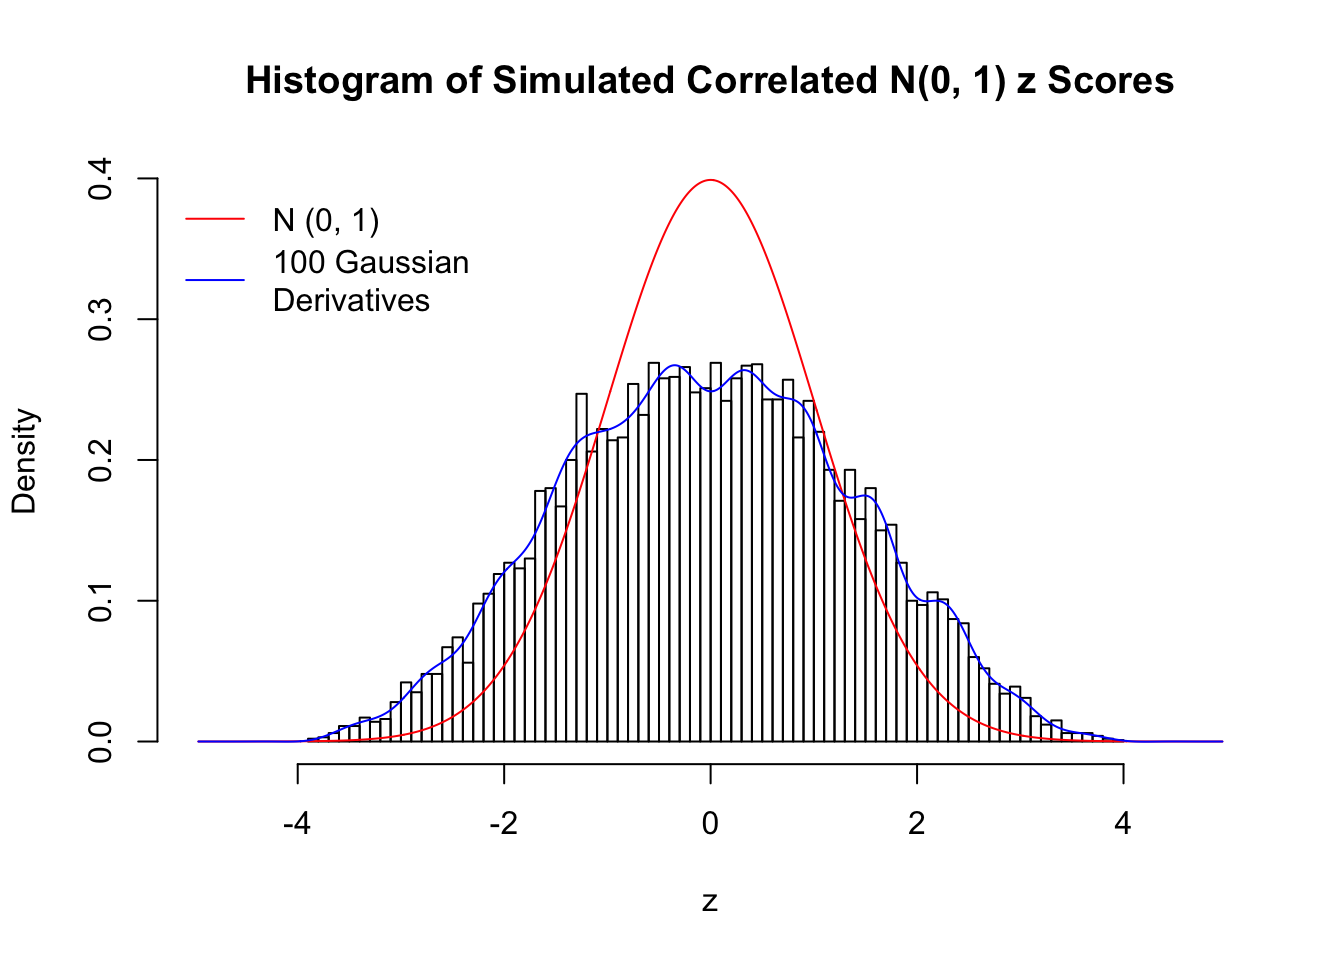 Histogram of Simulated Correlated N(0, 1) z Scores
N (0, 1)
100 Gaussian
Derivatives
Density
0.4
0.3
0.2
0.1
0.0
-4
-2
0
2
4
z